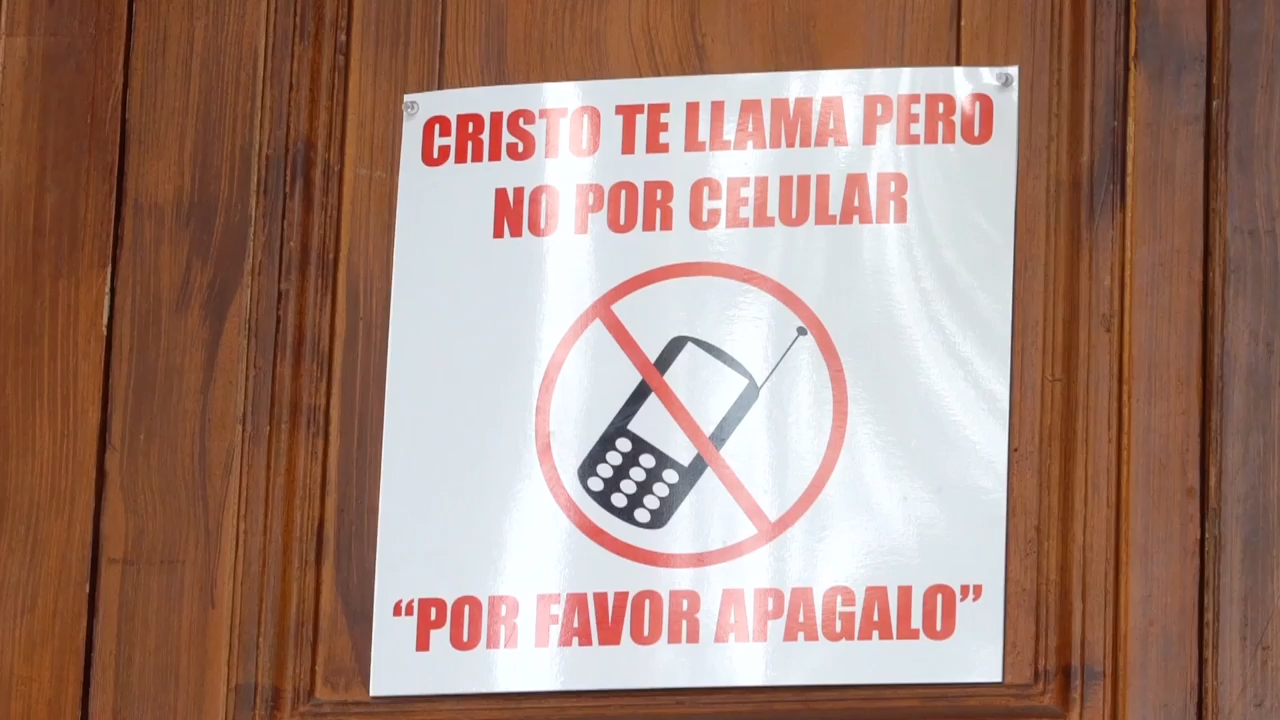 CRISTO TE LLAMA PERO
NO POR CELULAR
“POR FAVOR APAGALO”